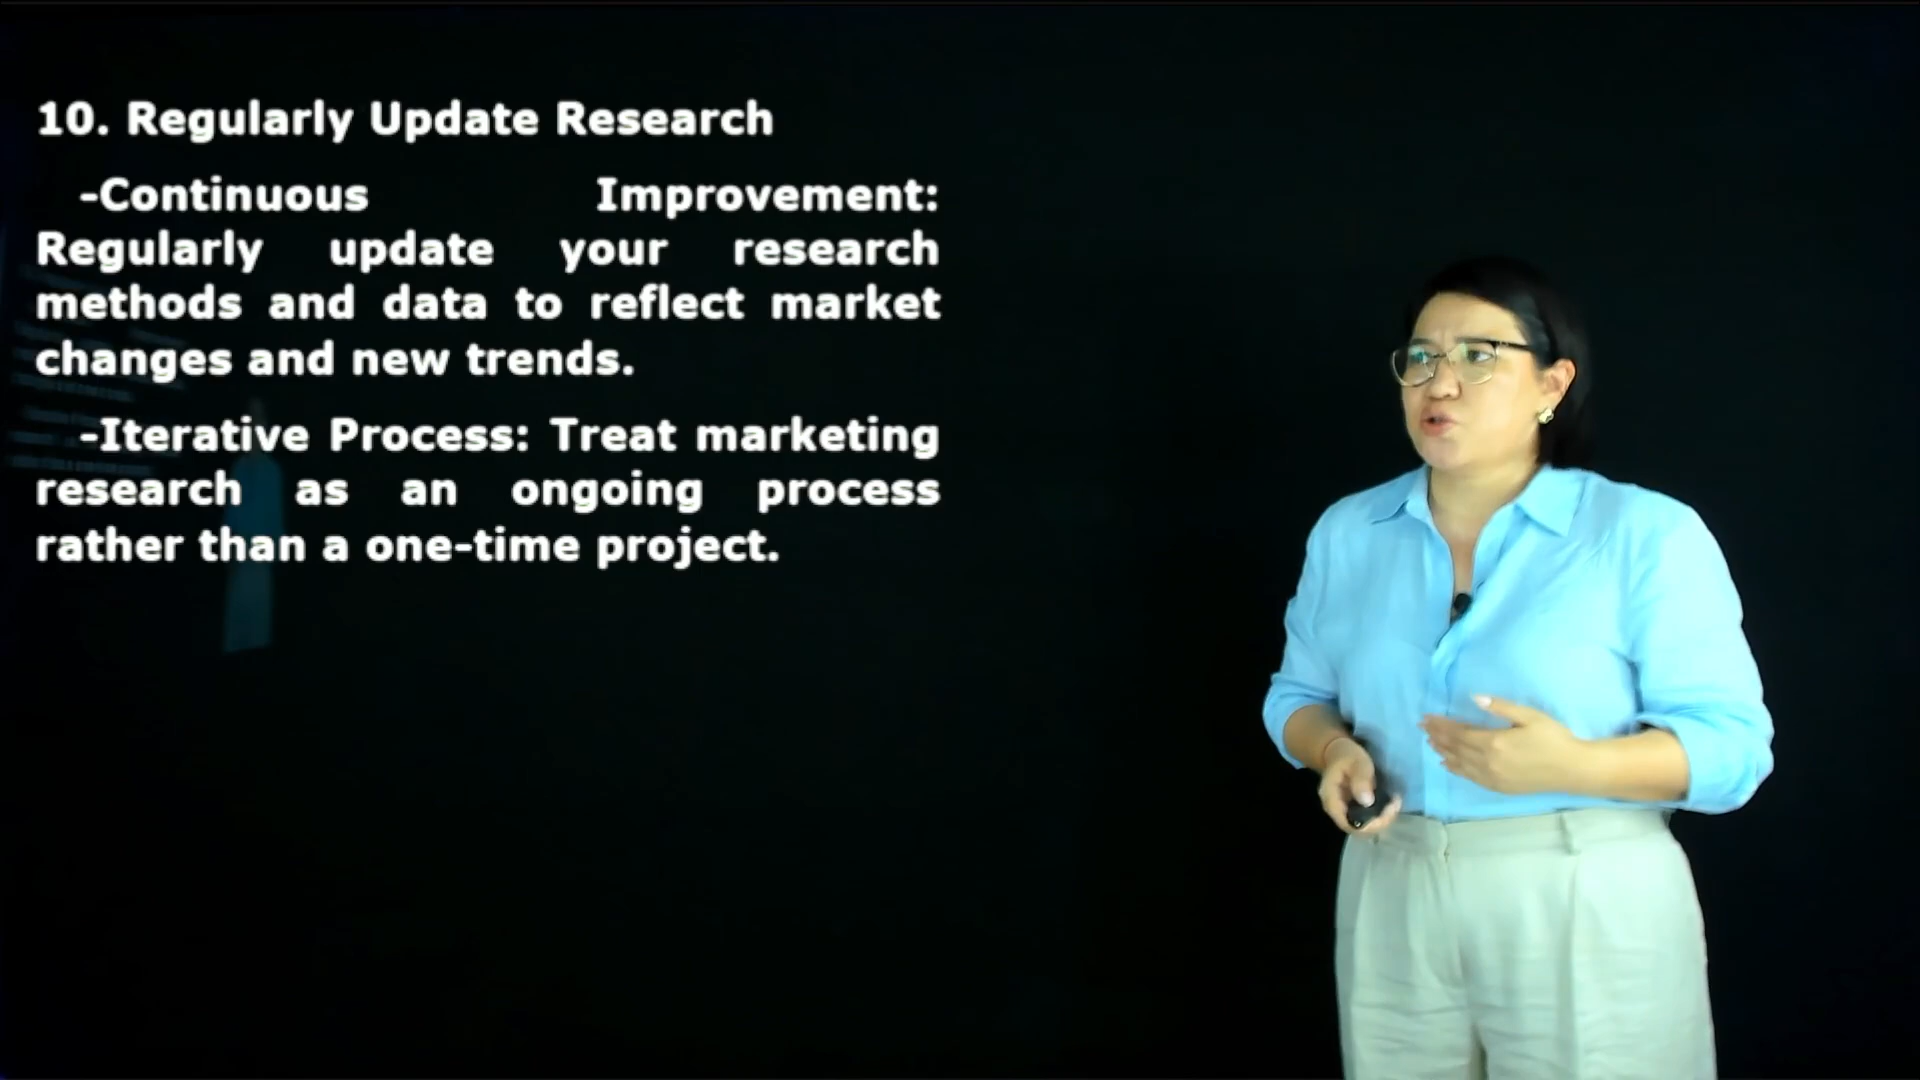 10. Regularly Update Research
-Continuous Improvement:
Regularly update your research
methods and data to reflect market
changes and new trends.
-Iterative Process: Treat marketing
research as an ongoing process
rather than a one-time project.